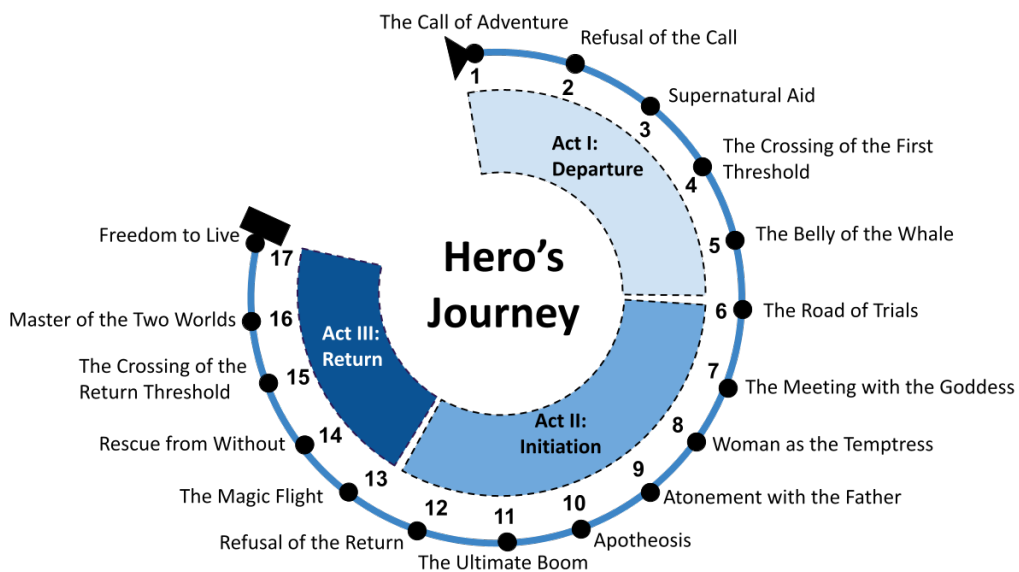 The Call of Adventure
1
Refusal of the Call
2
Supernatural Aid
3
The Crossing of the First
Threshold
4
The Belly of the Whale
5
The Road of Trials
6
The Meeting with the Goddess
7
Woman as the Temptress
8
Atonement with the Father
9
Apotheosis
10
The Ultimate Boom
11
Refusal of the Return
12
The Magic Flight
13
Rescue from Without
14
The Crossing of the
Return Threshold
15
Master of the Two Worlds
16
Freedom to Live
17
Act I:
Departure
Act II:
Initiation
Act III:
Return
Hero’s
Journey